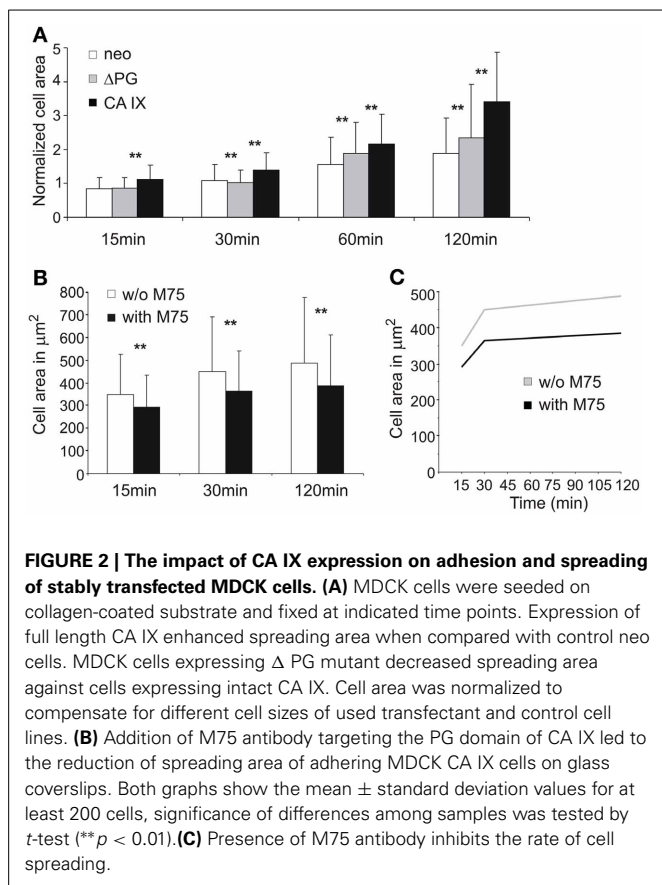 A
neo
ΔPG
CA IX
Normalized cell area
5
4
3
2
1
0
**
** **
** **
** **
15min 30min 60min 120min
B
w/o M75
with M75
Cell area in μm²
800
700
600
500
400
300
200
100
0
** ** **
15min 30min 120min
C
Cell area in μm²
500
400
300
200
100
0
w/o M75
with M75
15 30 45 60 75 90 105 120
Time (min)
FIGURE 2 | The impact of CA IX expression on adhesion and spreading
of stably transfected MDCK cells. (A) MDCK cells were seeded on
collagen-coated substrate and fixed at indicated time points. Expression of
full length CA IX enhanced spreading area when compared with control neo
cells. MDCK cells expressing Δ PG mutant decreased spreading area
against cells expressing intact CA IX. Cell area was normalized to
compensate for different cell sizes of used transfectant and control cell
lines. (B) Addition of M75 antibody targeting the PG domain of CA IX led to
the reduction of spreading area of adhering MDCK CA IX cells on glass
coverslips. Both graphs show the mean ± standard deviation values for at
least 200 cells, significance of differences among samples was tested by
t-test (**p < 0.01).(C) Presence of M75 antibody inhibits the rate of cell
spreading.